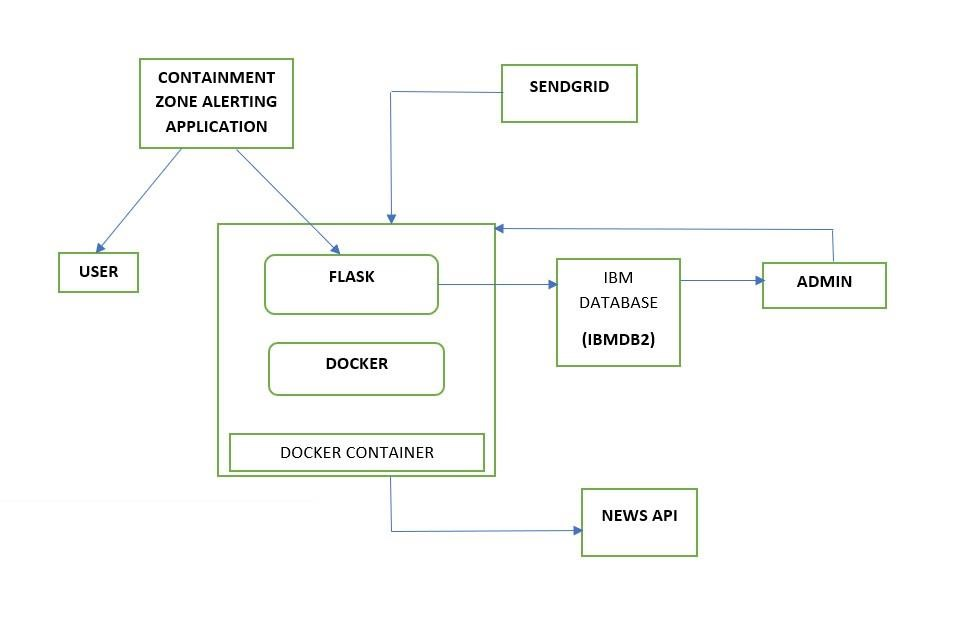 CONTAINMENT
ZONE ALERTING
APPLICATION
SENDGRID
USER
FLASK
IBM
DATABASE
(IBMDB2)
ADMIN
DOCKER
DOCKER CONTAINER
NEWS API